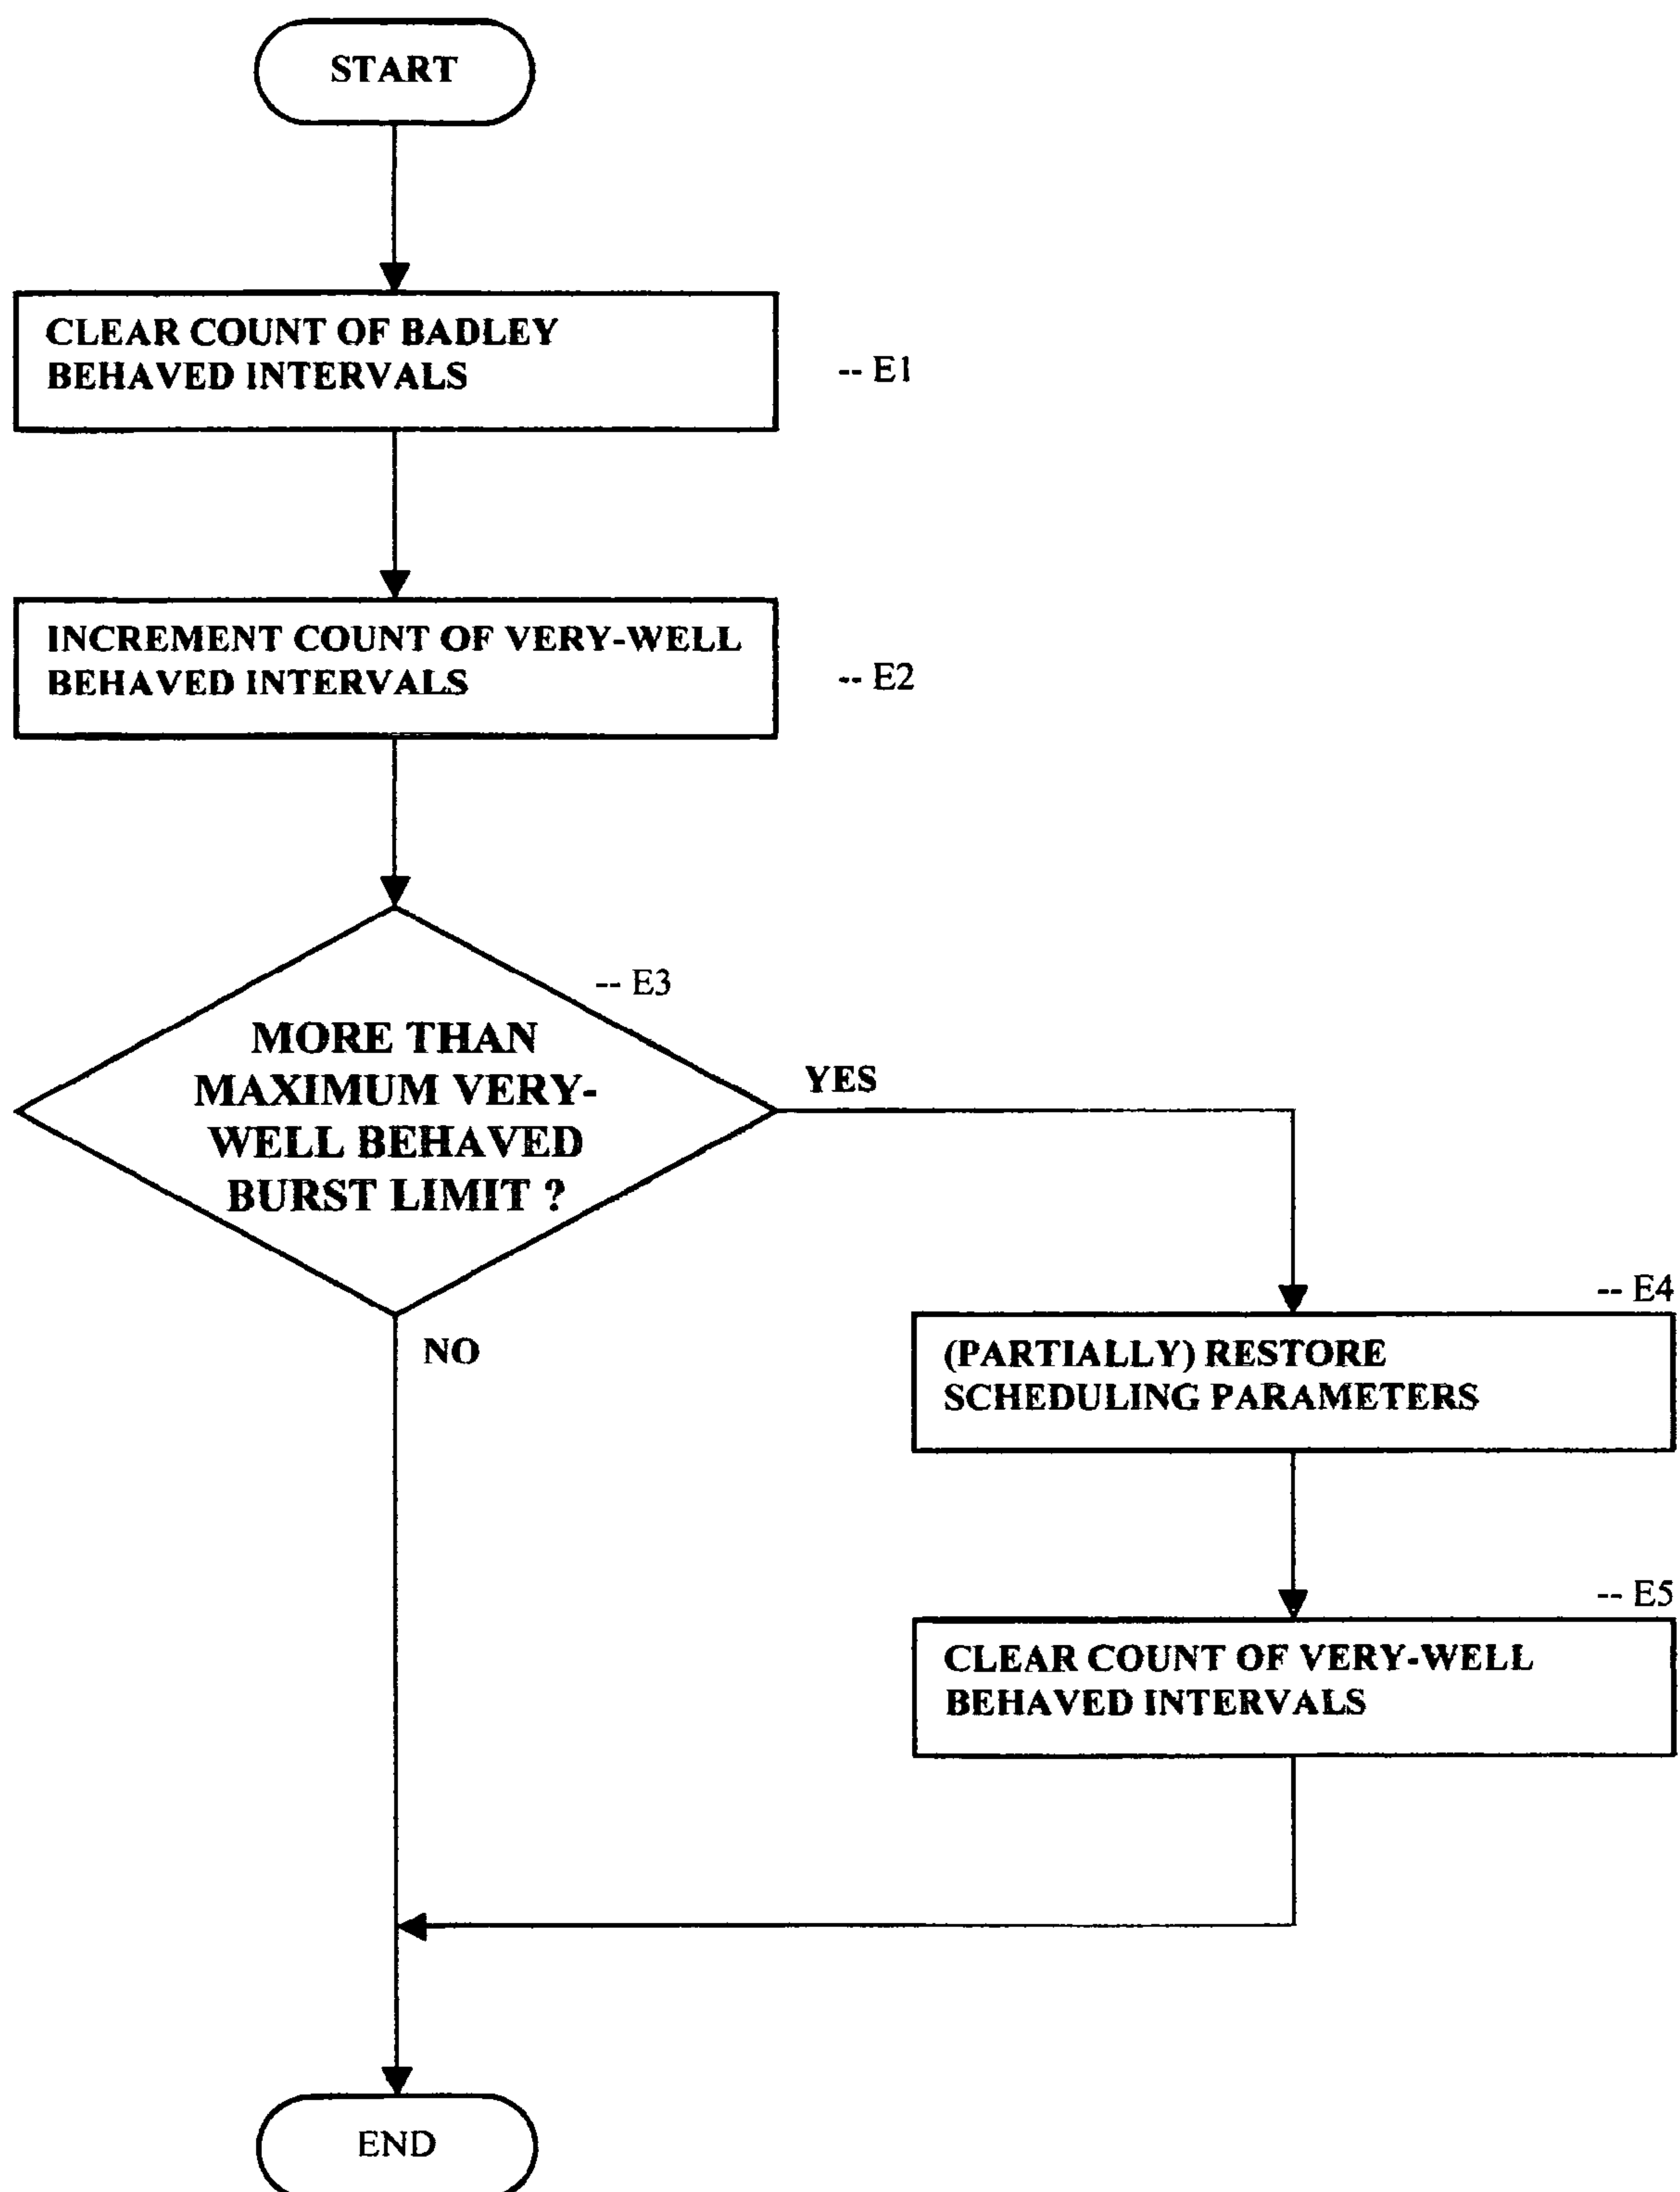 START
CLEAR COUNT OF BADLEY
BEHAVED INTERVALS
-- E1
INCREMENT COUNT OF VERY-WELL
BEHAVED INTERVALS
-- E2
-- E3
MORE THAN
MAXIMUM VERY-
WELL BEHAVED
BURST LIMIT ?
YES
NO
-- E4
(PARTIALLY) RESTORE
SCHEDULING PARAMETERS
-- E5
CLEAR COUNT OF VERY-WELL
BEHAVED INTERVALS
END